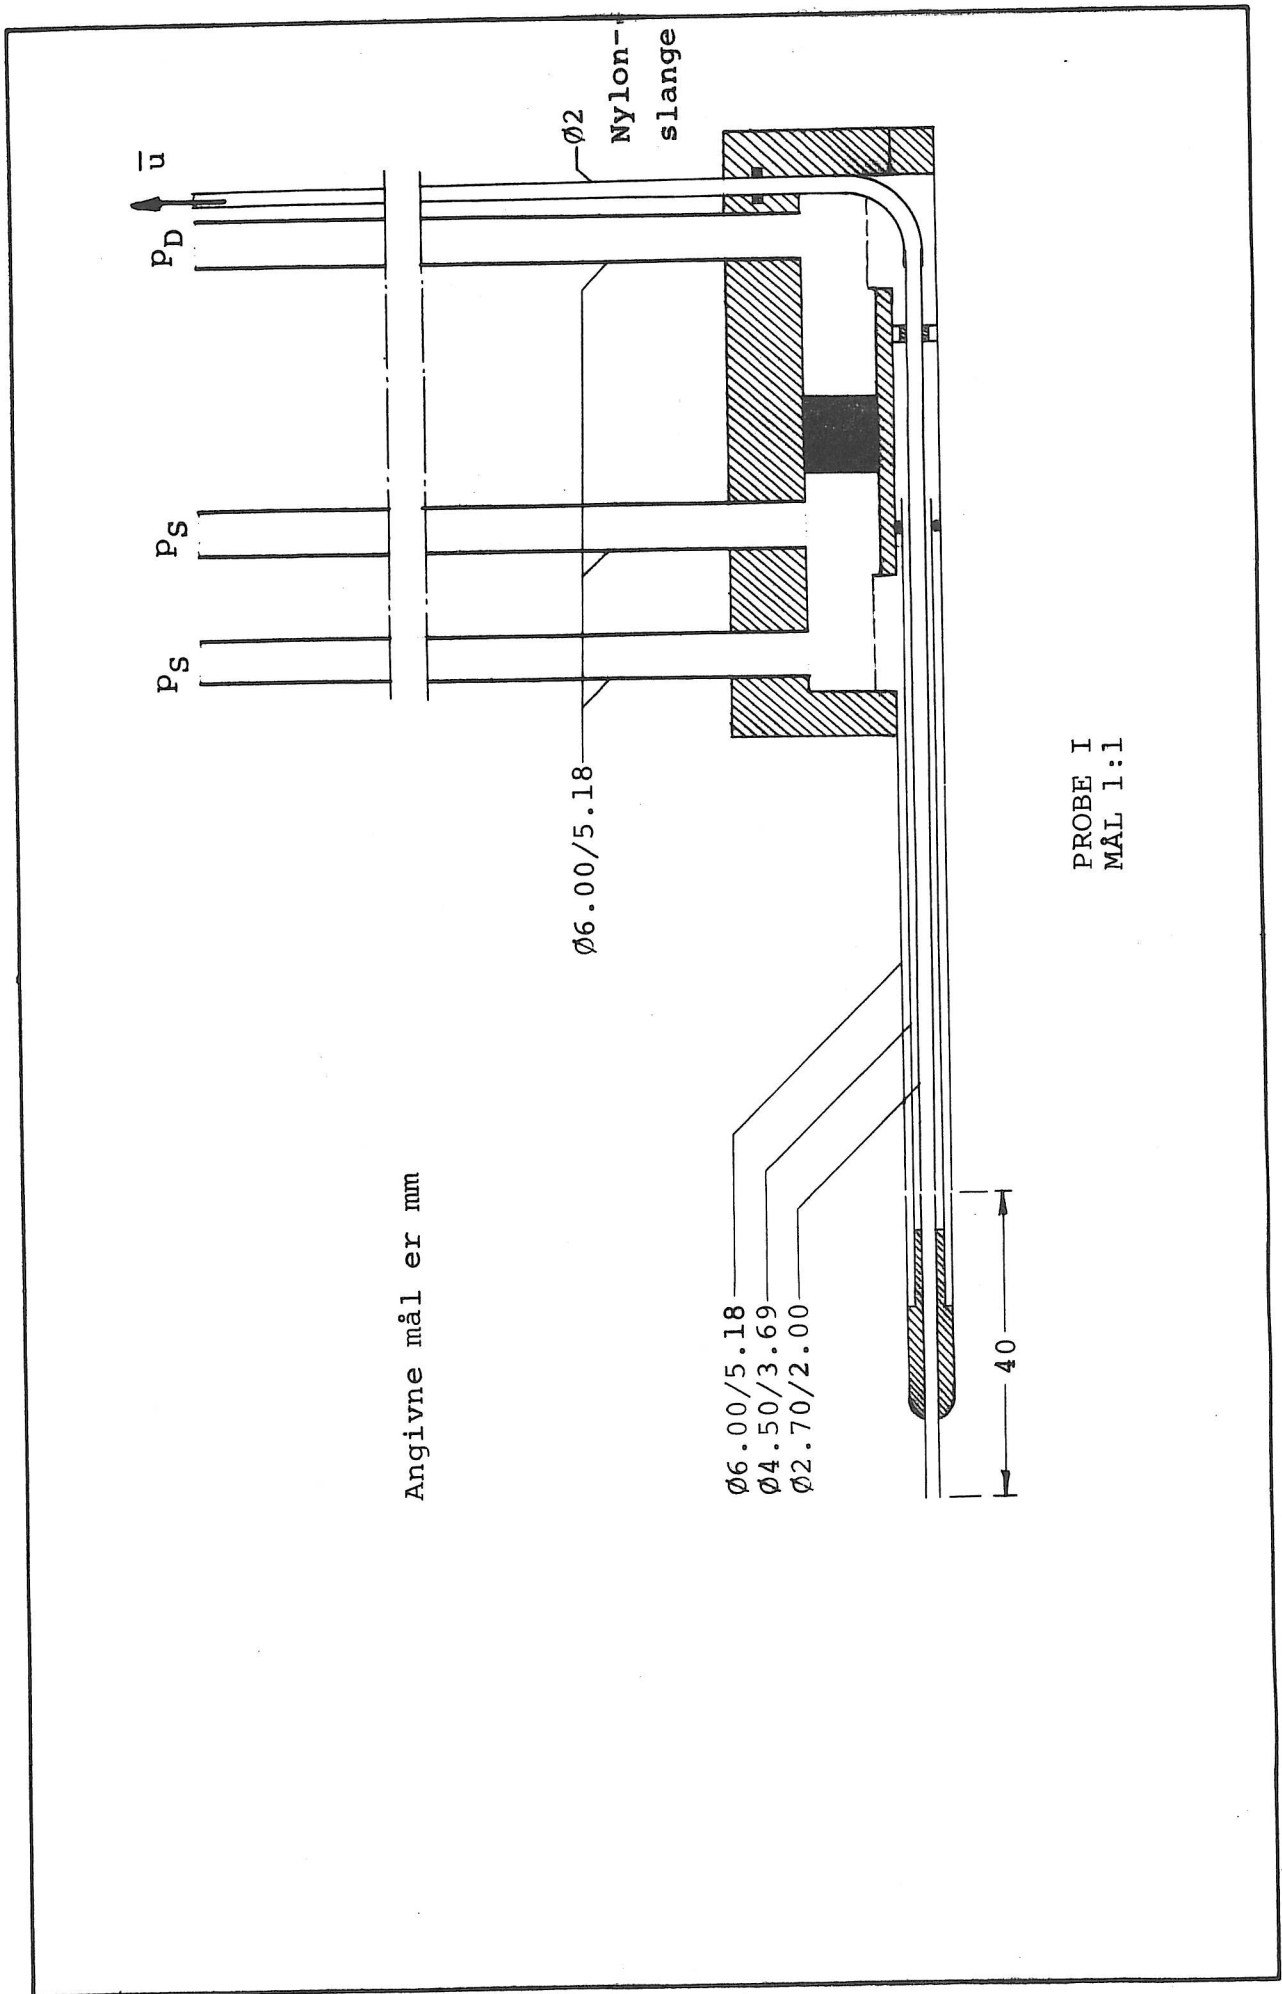 p_S
p_S
p_D
u̅
Ø2
Nylon-
slange
Ø6.00/5.18
Angivne mål er mm
Ø6.00/5.18
Ø4.50/3.69
Ø2.70/2.00
40
PROBE I
MÅL 1:1